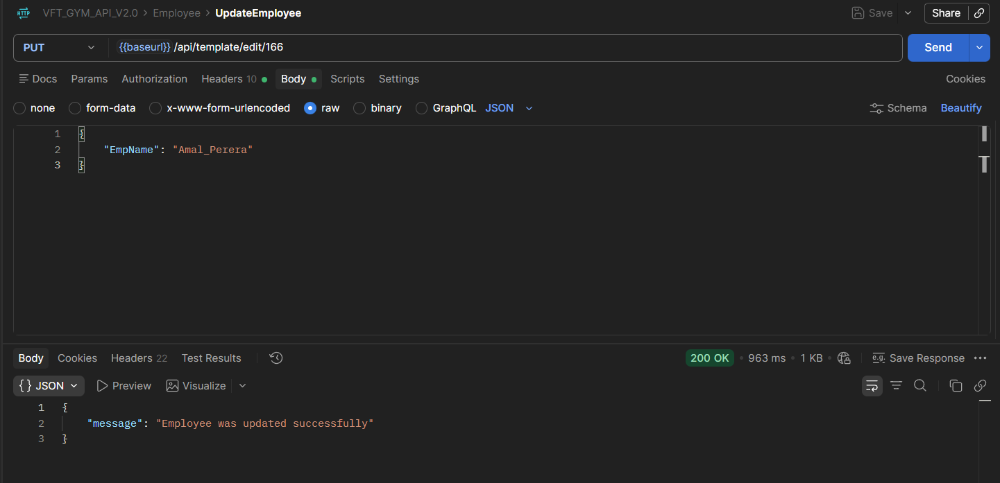 HTTP VFT_GYM_API_V2.0 > Employee > UpdateEmployee Save Share
PUT {{baseurl}} /api/template/edit/166 Send
Docs Params Authorization Headers 10 Body Scripts Settings Cookies
none form-data x-www-form-urlencoded raw binary GraphQL JSON Schema Beautify
1 {
2 "EmpName": "Amal_Perera"
3 }
Body Cookies Headers 22 Test Results 200 OK • 963 ms • 1 KB • e.g. Save Response
{} JSON Preview Visualize
1 {
2 "message": "Employee was updated successfully"
3 }